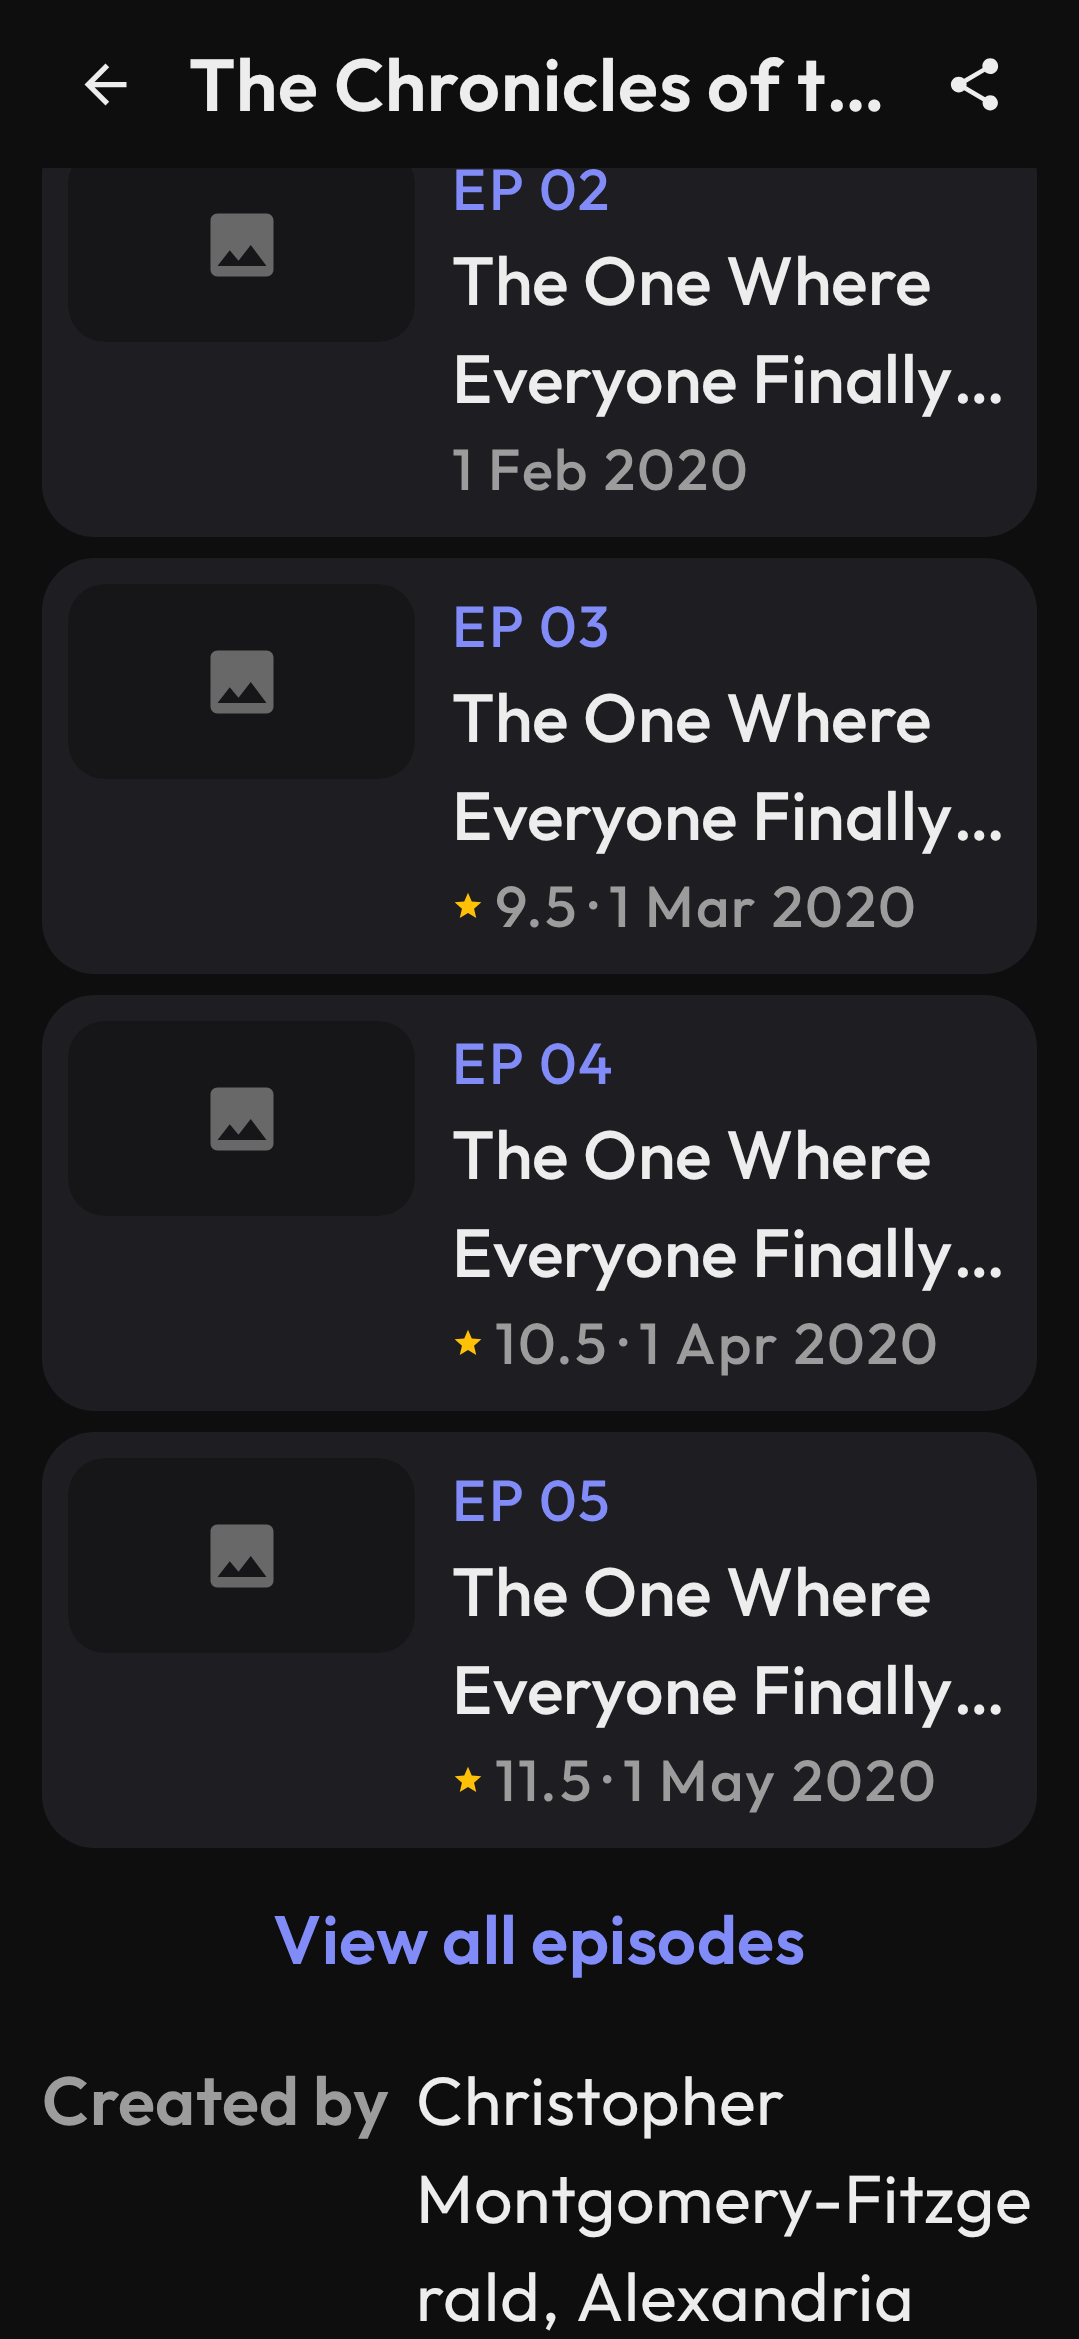 The Chronicles of t...
EP 02
The One Where
Everyone Finally...
1 Feb 2020
EP 03
The One Where
Everyone Finally...
9.5 · 1 Mar 2020
EP 04
The One Where
Everyone Finally...
10.5 · 1 Apr 2020
EP 05
The One Where
Everyone Finally...
11.5 · 1 May 2020
View all episodes
Created by Christopher
Montgomery-Fitzge
rald, Alexandria